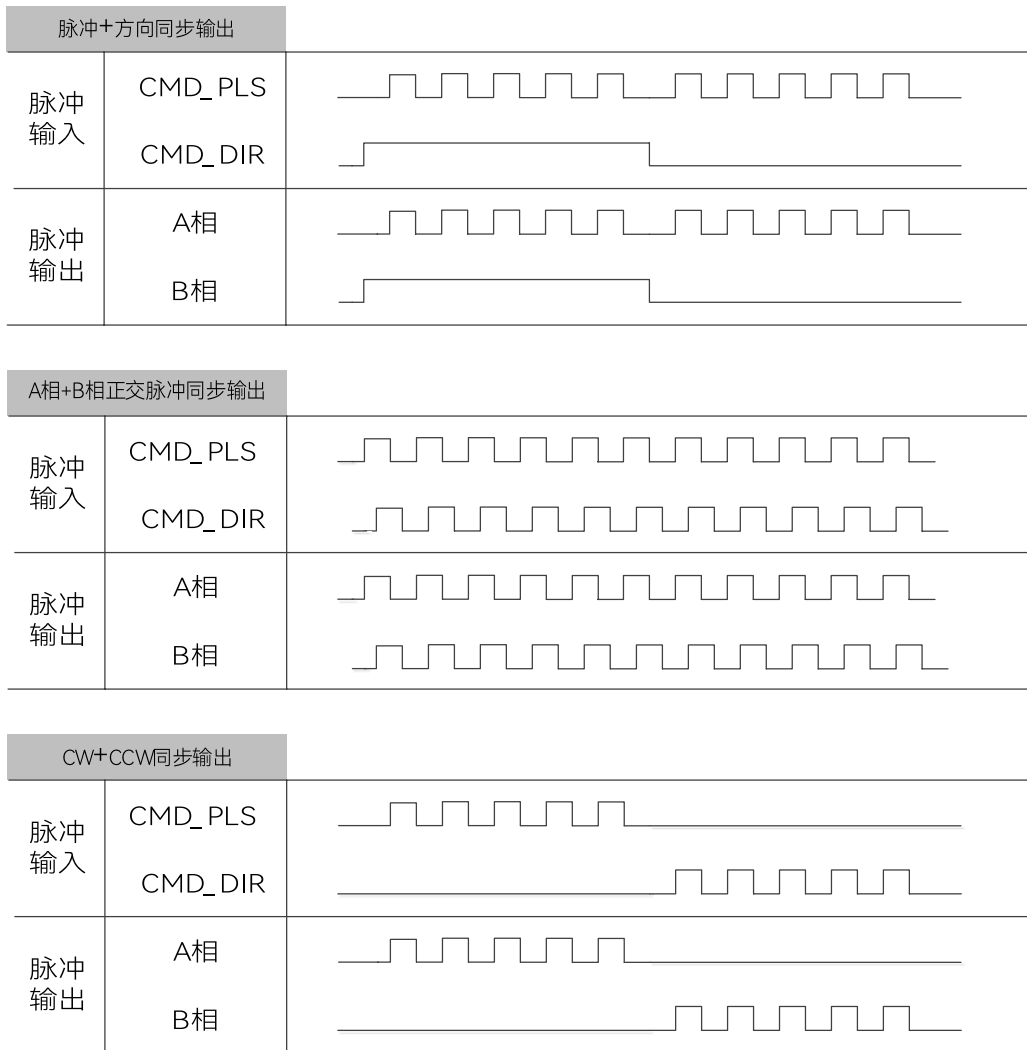 脉冲+方向同步输出
脉冲
输入
CMD_PLS
CMD_DIR
脉冲
输出
A相
B相
A相+B相正交脉冲同步输出
脉冲
输入
CMD_PLS
CMD_DIR
脉冲
输出
A相
B相
CW+CCW同步输出
脉冲
输入
CMD_PLS
CMD_DIR
脉冲
输出
A相
B相